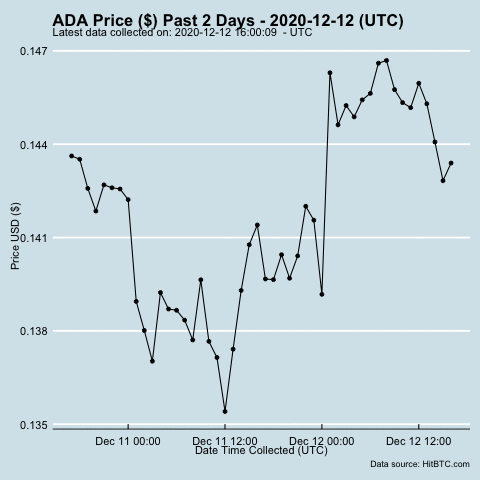 ADA Price ($) Past 2 Days - 2020-12-12 (UTC)
Latest data collected on: 2020-12-12 16:00:09  - UTC
0.147
0.144
0.141
0.138
0.135
Price USD ($)
Dec 11 00:00
Dec 11 12:00
Dec 12 00:00
Dec 12 12:00
Date Time Collected (UTC)
Data source: HitBTC.com